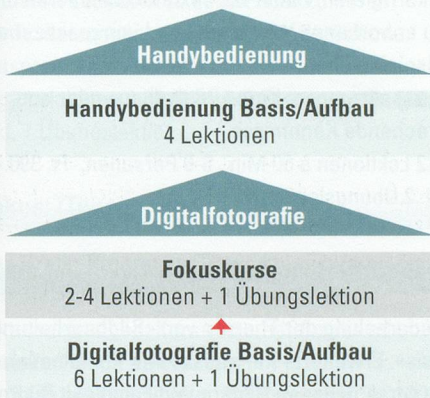 Handybedienung
Handybedienung Basis/Aufbau
4 Lektionen
Digitalfotografie
Fokuskurse
2-4 Lektionen + 1 Übungslektion
Digitalfotografie Basis/Aufbau
6 Lektionen + 1 Übungslektion